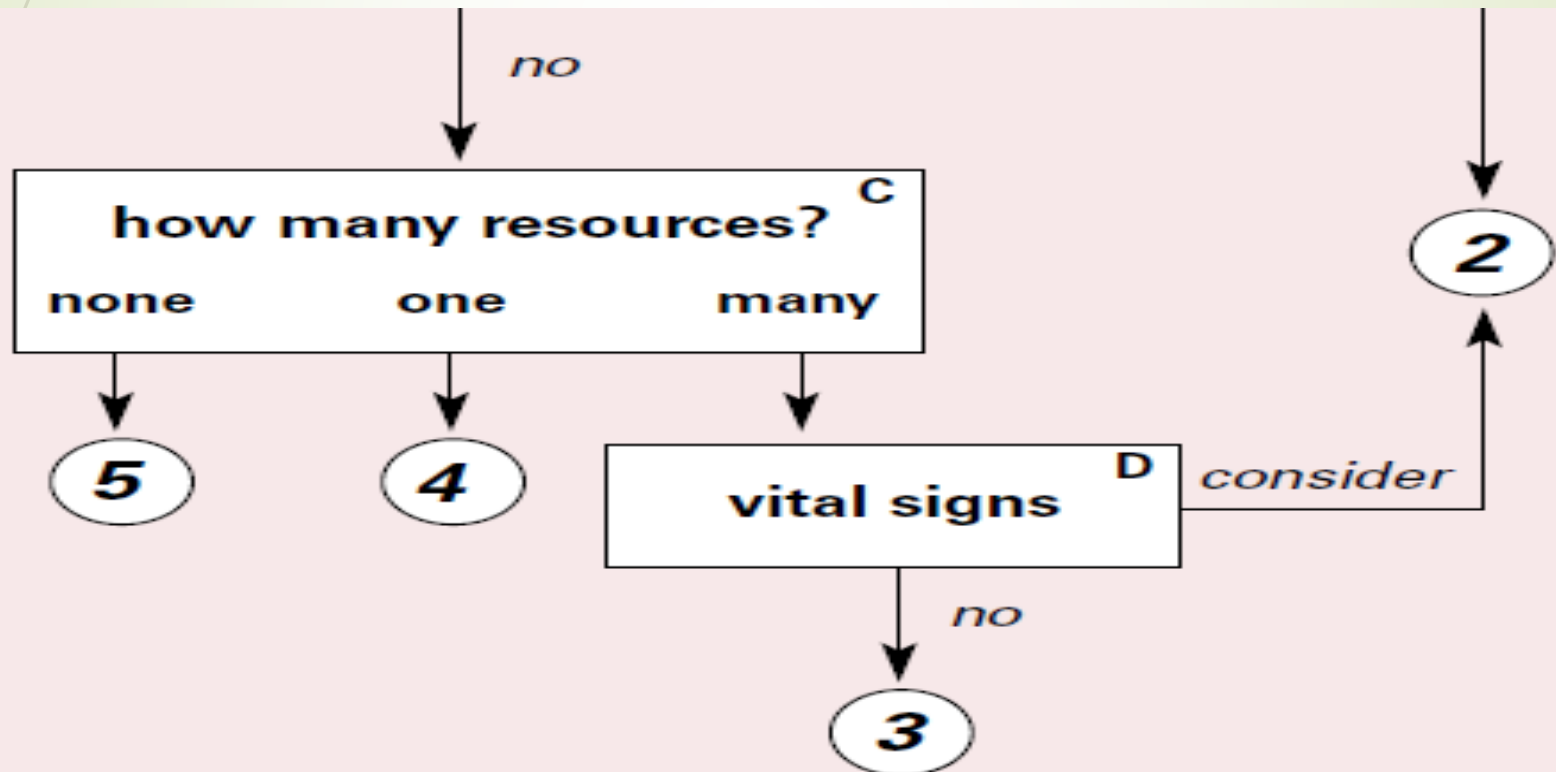 no
C
how many resources?
2
none one many
D
5 4 vital signs consider
no
3